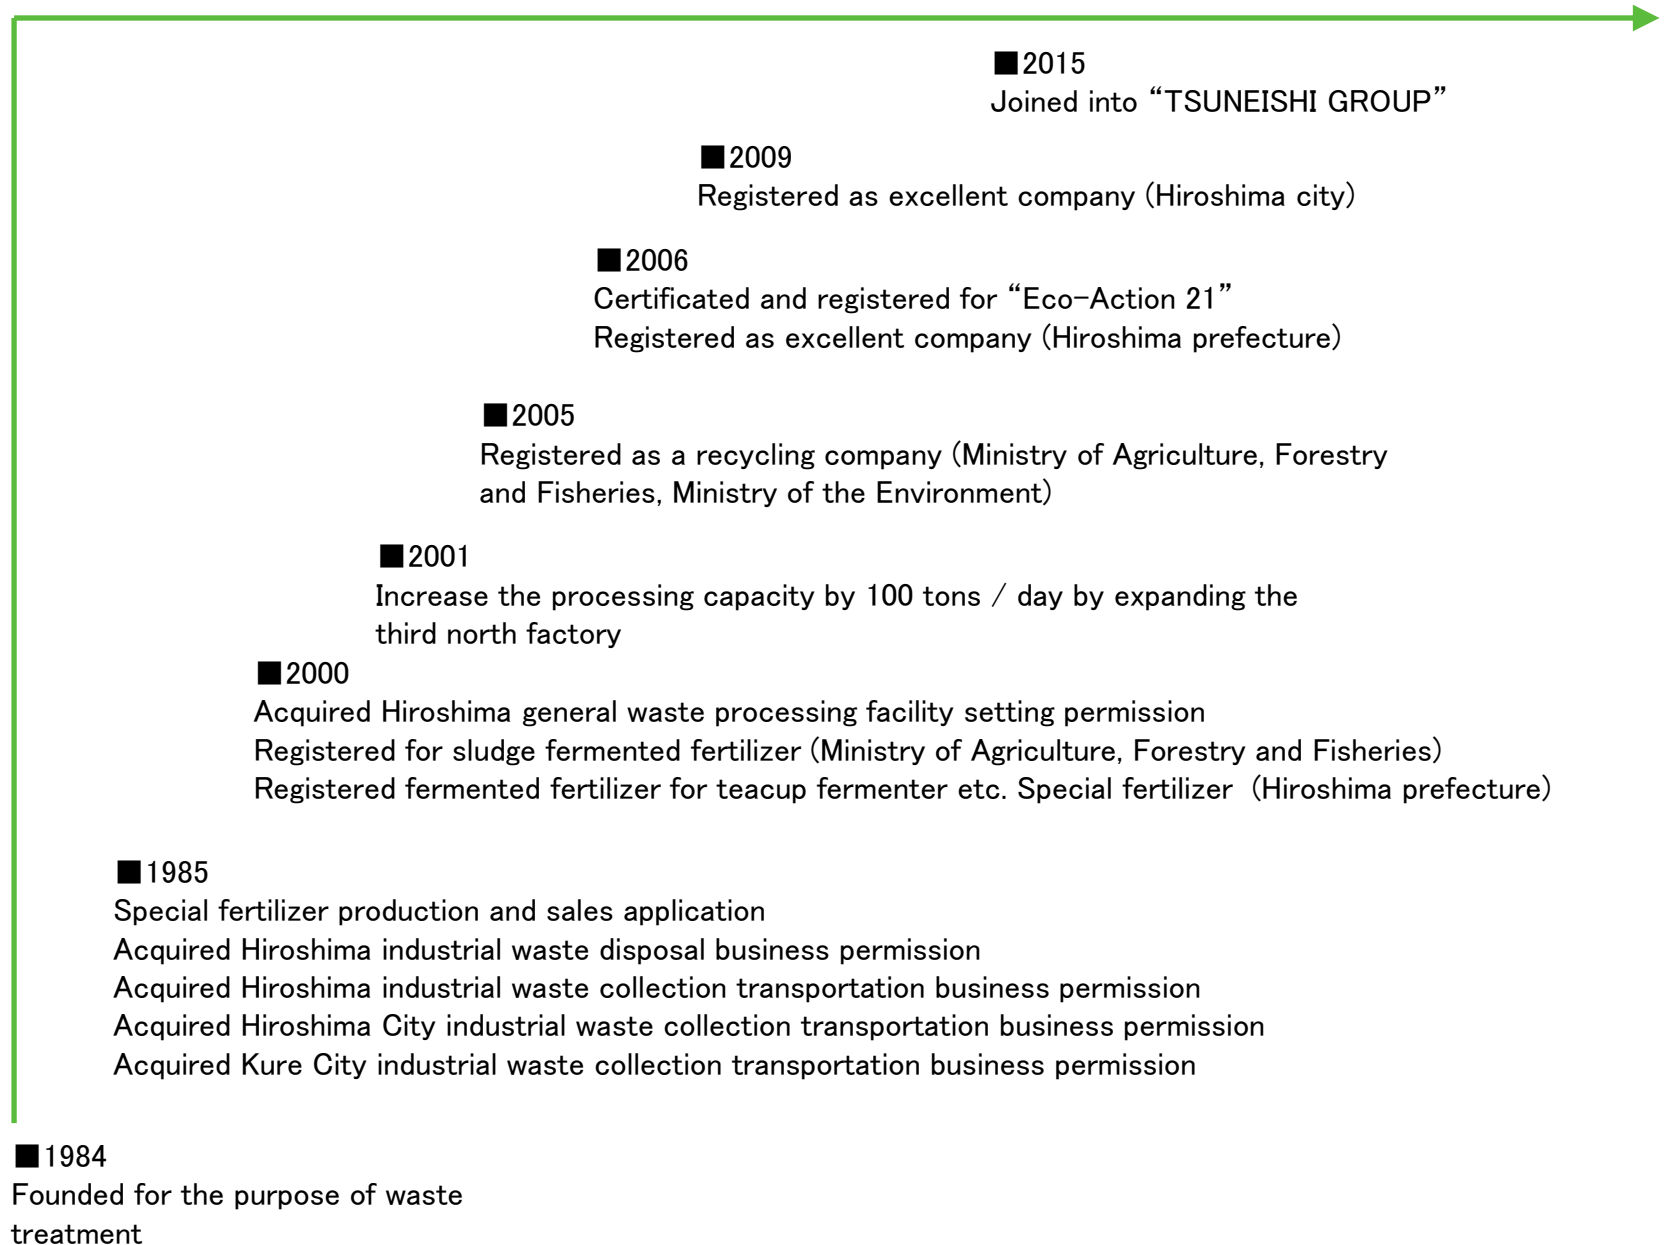 ■2015
Joined into “TSUNEISHI GROUP”
■2009
Registered as excellent company (Hiroshima city)
■2006
Certificated and registered for “Eco-Action 21”
Registered as excellent company (Hiroshima prefecture)
■2005
Registered as a recycling company (Ministry of Agriculture, Forestry
and Fisheries, Ministry of the Environment)
■2001
Increase the processing capacity by 100 tons / day by expanding the
third north factory
■2000
Acquired Hiroshima general waste processing facility setting permission
Registered for sludge fermented fertilizer (Ministry of Agriculture, Forestry and Fisheries)
Registered fermented fertilizer for teacup fermenter etc. Special fertilizer (Hiroshima prefecture)
■1985
Special fertilizer production and sales application
Acquired Hiroshima industrial waste disposal business permission
Acquired Hiroshima industrial waste collection transportation business permission
Acquired Hiroshima City industrial waste collection transportation business permission
Acquired Kure City industrial waste collection transportation business permission
■1984
Founded for the purpose of waste
treatment